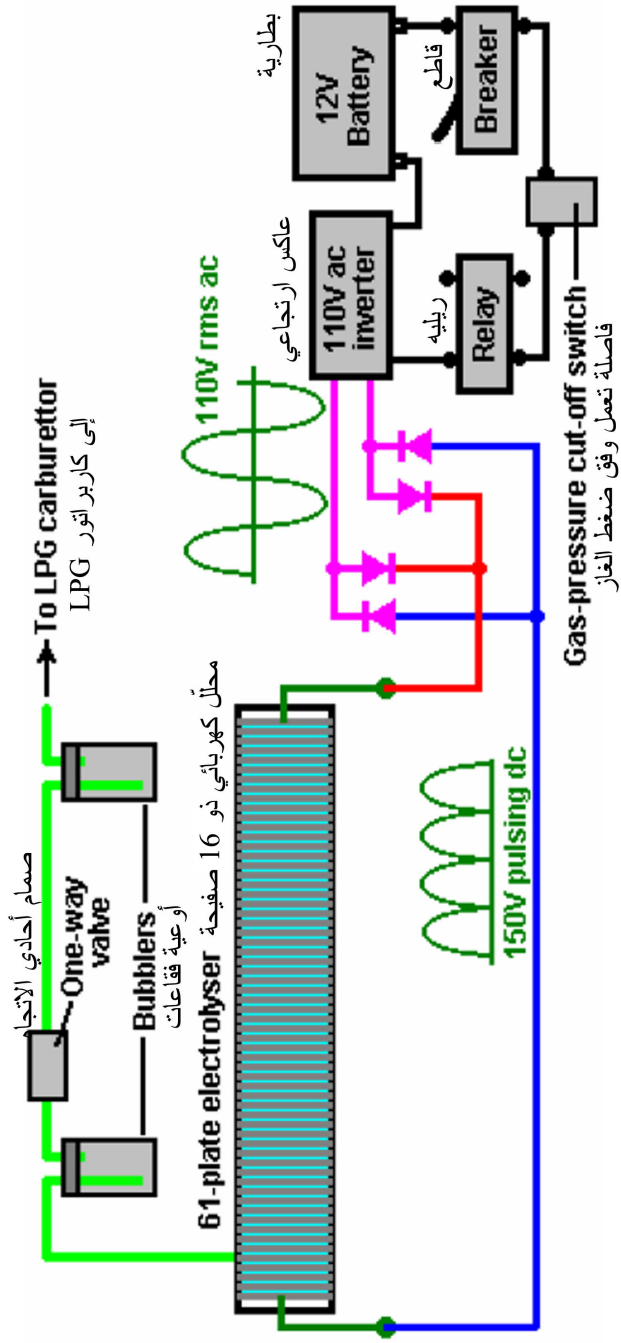 To LPG carburettor
إلى كاربراتور LPG
صمام أحادي الاتجاه
One-way
valve
Bubblers
أوعية فقاعات
61-plate electrolyser
محلّل كهربائي ذو 16 صفيحة
110V rms ac
150V pulsing dc
عاكس ارتجاعي
110V ac
inverter
بطارية
12V
Battery
ريليه
Relay
قاطع
Breaker
Gas-pressure cut-off switch
فاصلة تعمل وفق ضغط الغاز